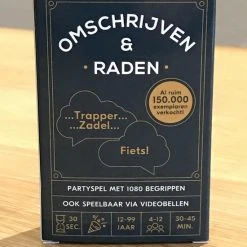 OMSCHRIJVEN
&
RADEN
Al ruim
150.000
exemplaren
verkocht!
...Trapper...
...Zadel...
Fiets!
PARTYSPEL MET 1080 BEGRIPPEN
OOK SPEELBAAR VIA VIDEOBELLEN
30 SEC.
12-99 JAAR
4-12
30-45 MIN.